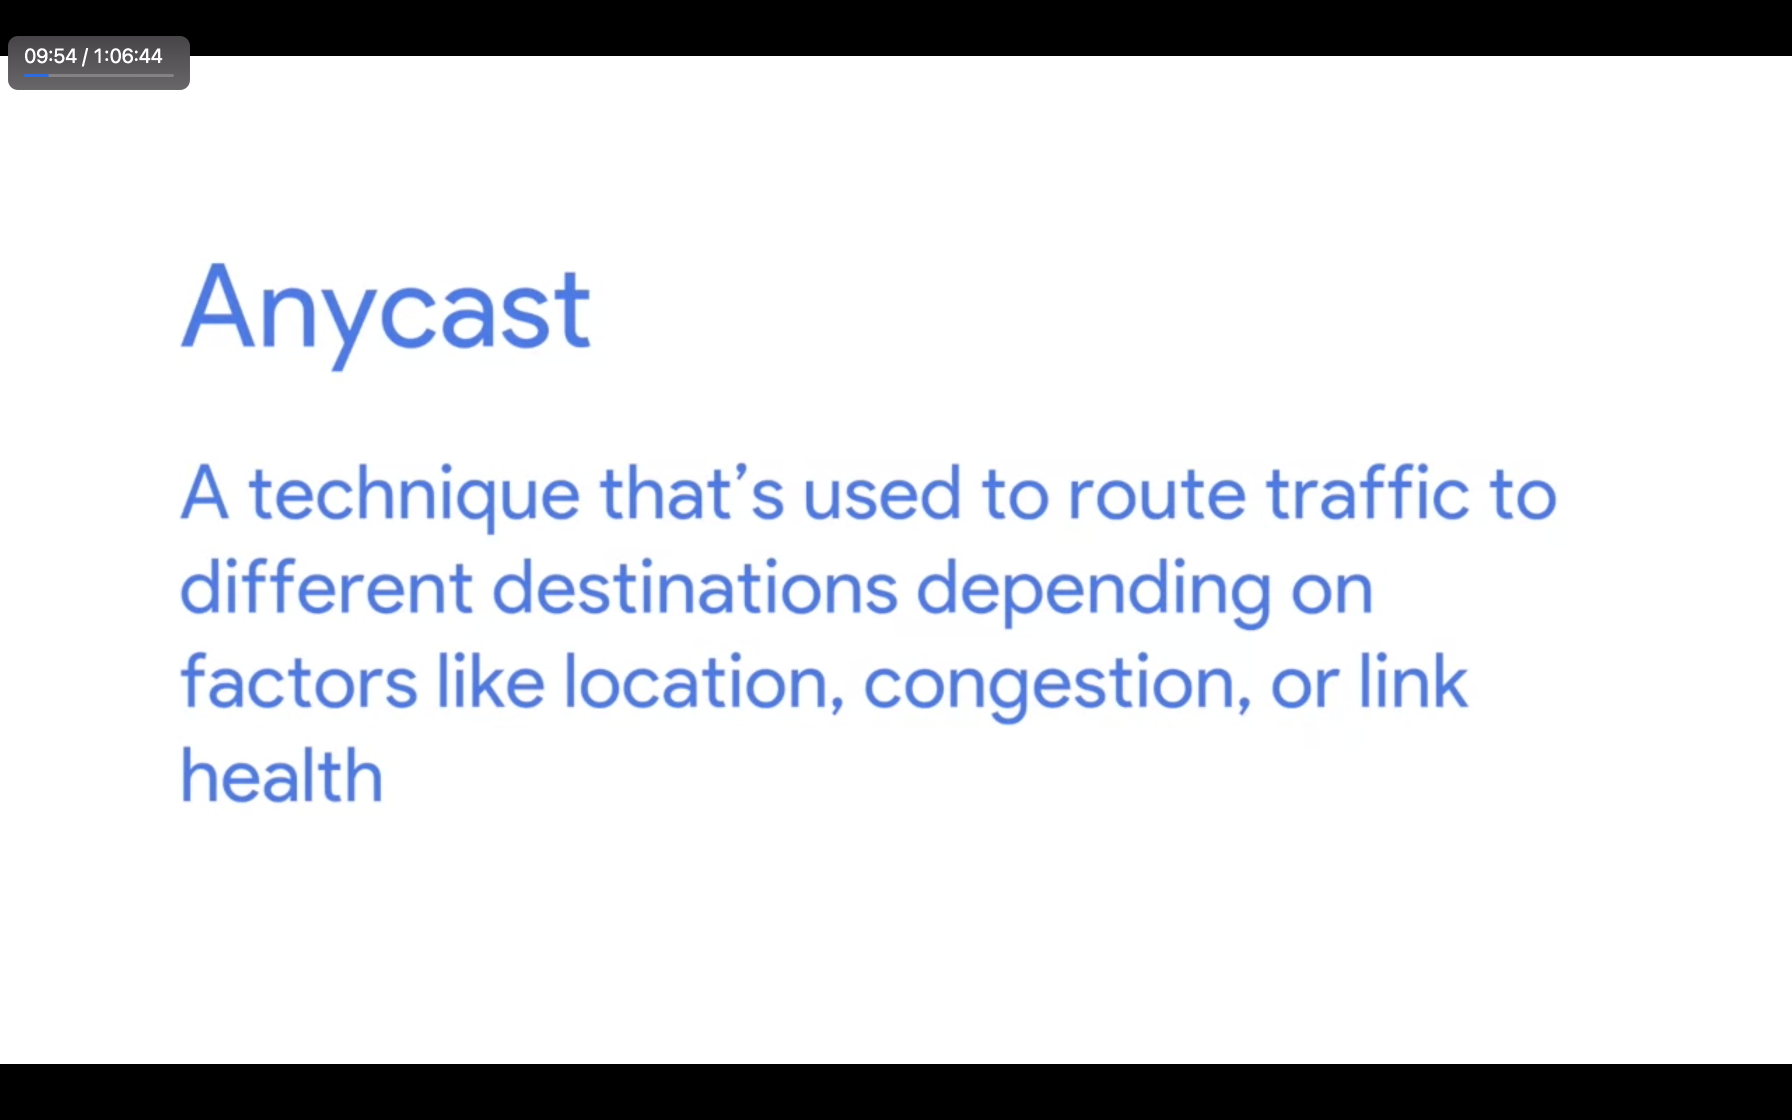 09:54 / 1:06:44
Anycast
A technique that’s used to route traffic to
different destinations depending on
factors like location, congestion, or link
health